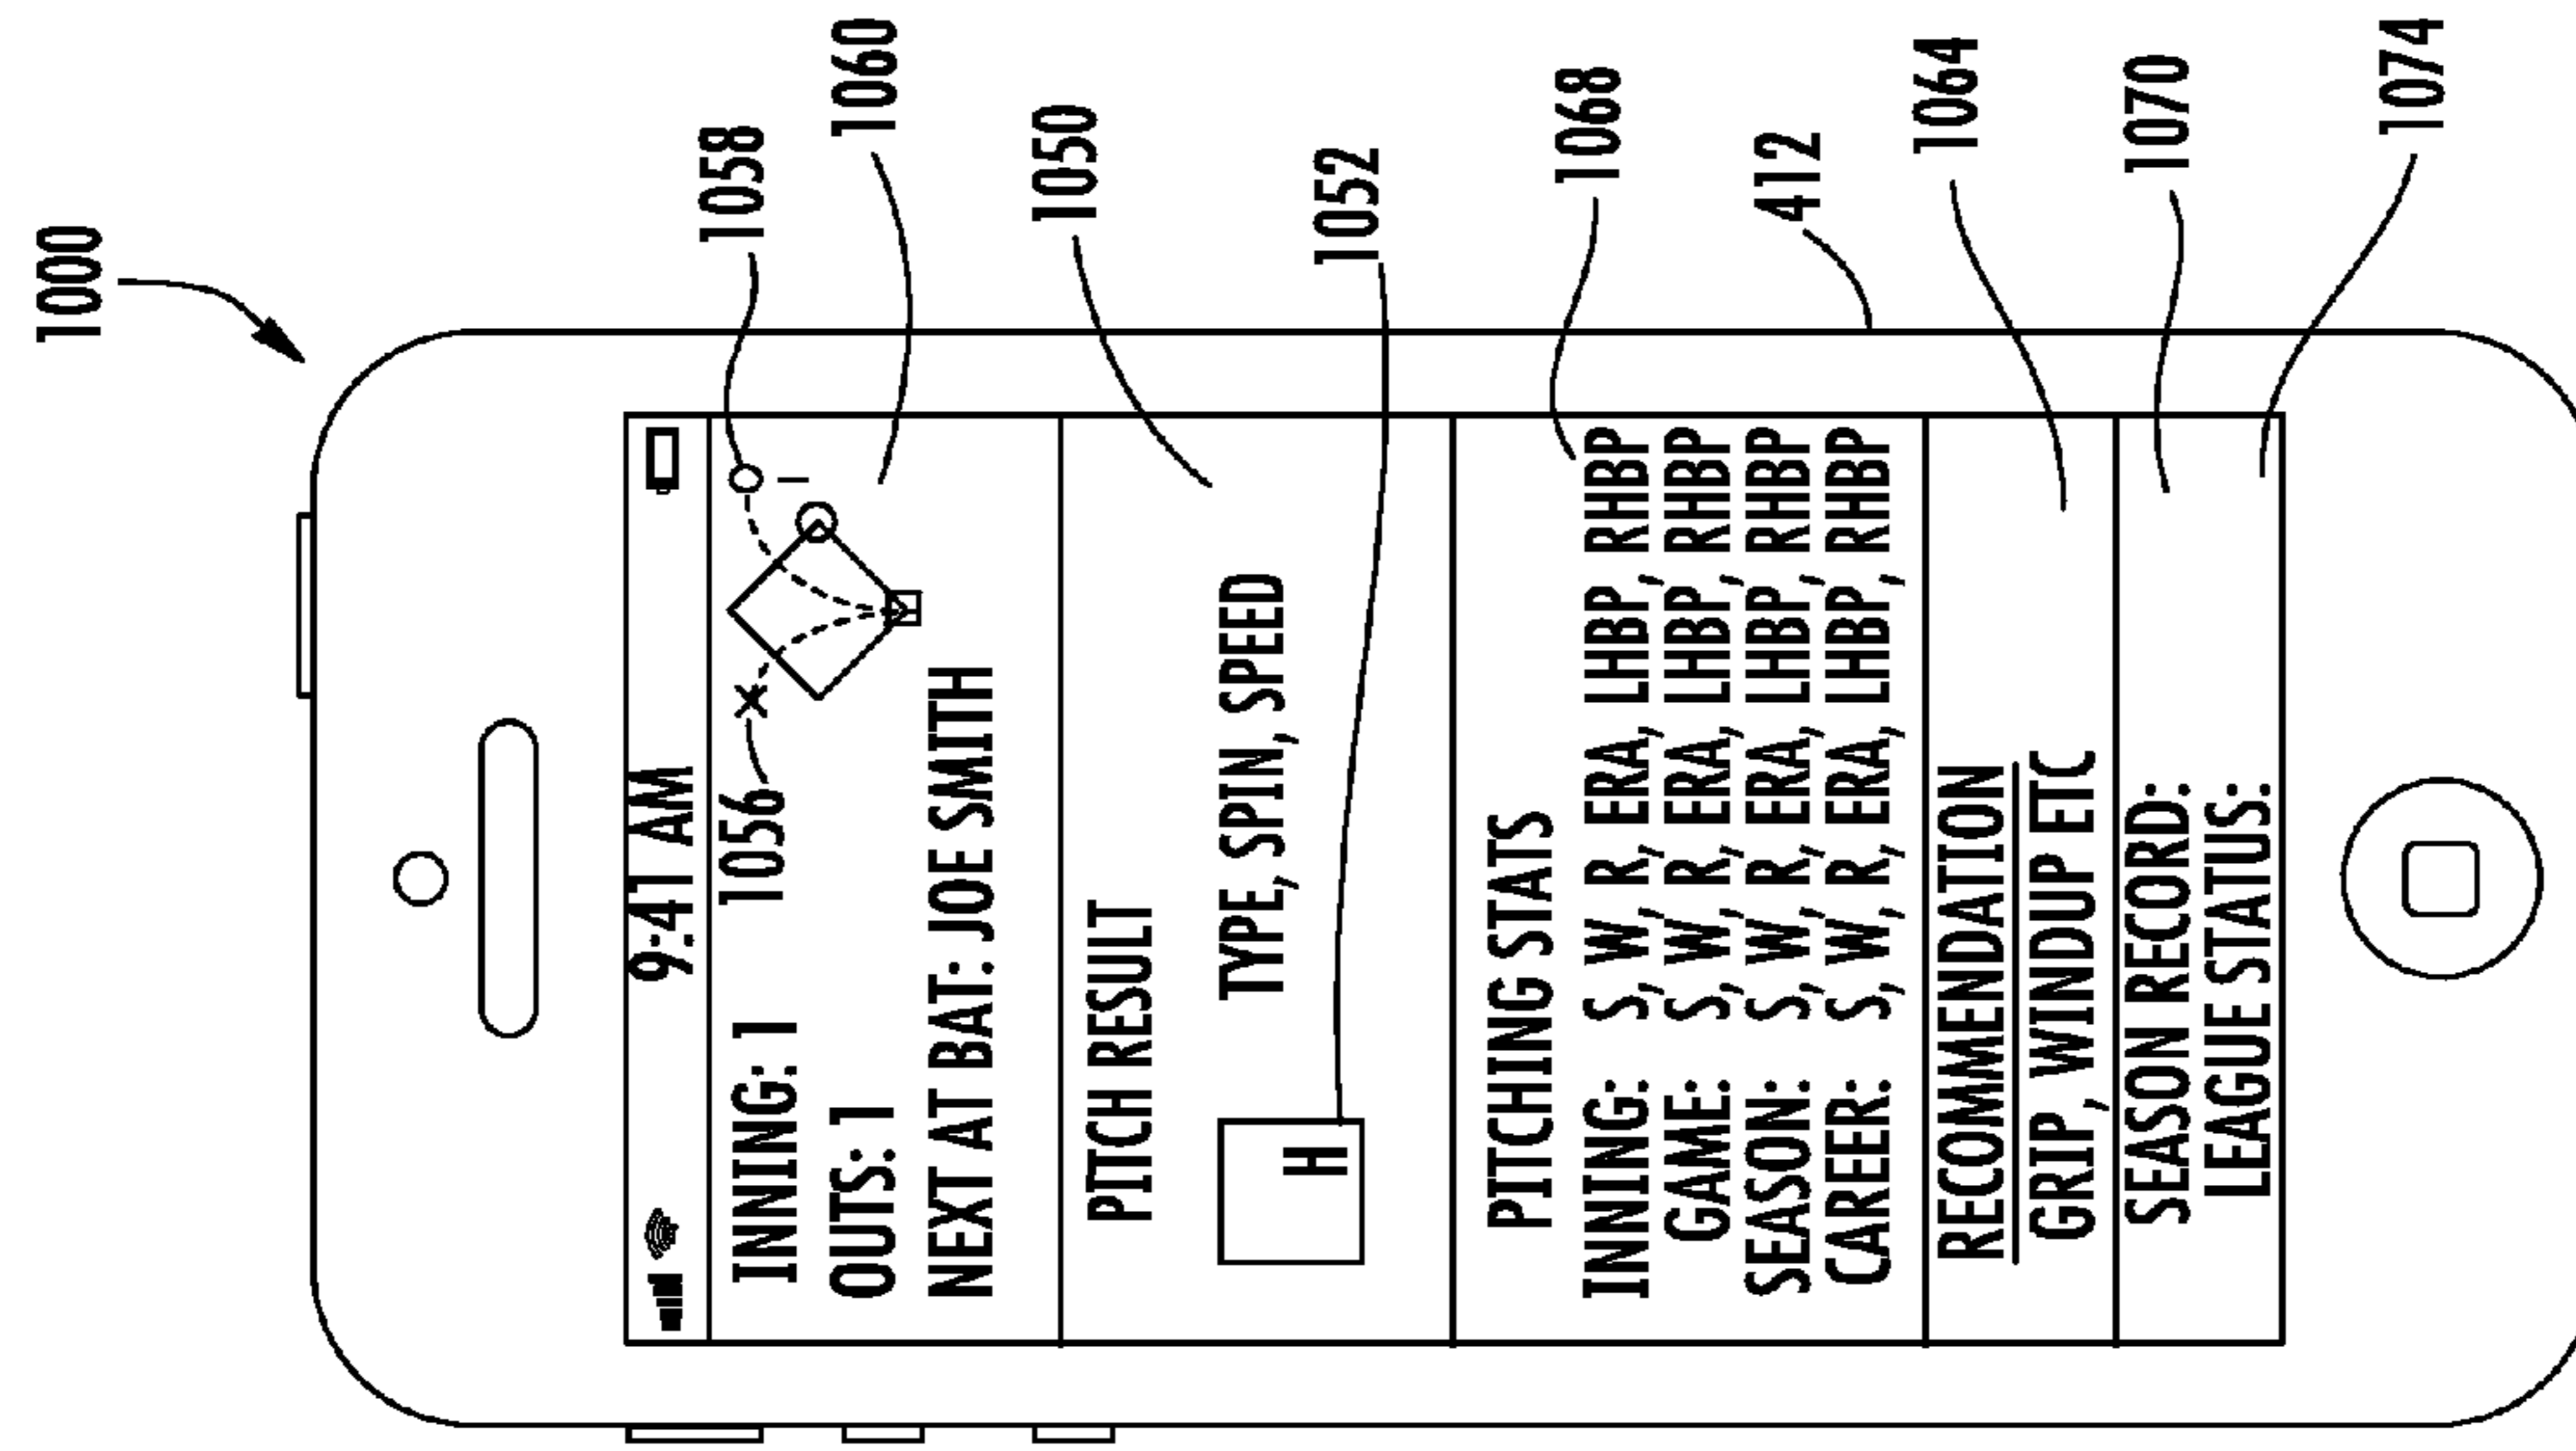 1000
9:41 AM
INNING: 1 1056 1058
OUTS: 1 1060
NEXT AT BAT: JOE SMITH
1050
PITCH RESULT
TYPE, SPIN, SPEED
H 1052
PITCHING STATS
INNING: S, W, R, ERA, LHBP, RHBP 1068
GAME: S, W, R, ERA, LHBP, RHBP
SEASON: S, W, R, ERA, LHBP, RHBP 412
CAREER: S, W, R, ERA, LHBP, RHBP
RECOMMENDATION 1064
GRIP, WINDUP ETC
SEASON RECORD: 1070
LEAGUE STATUS:
1074